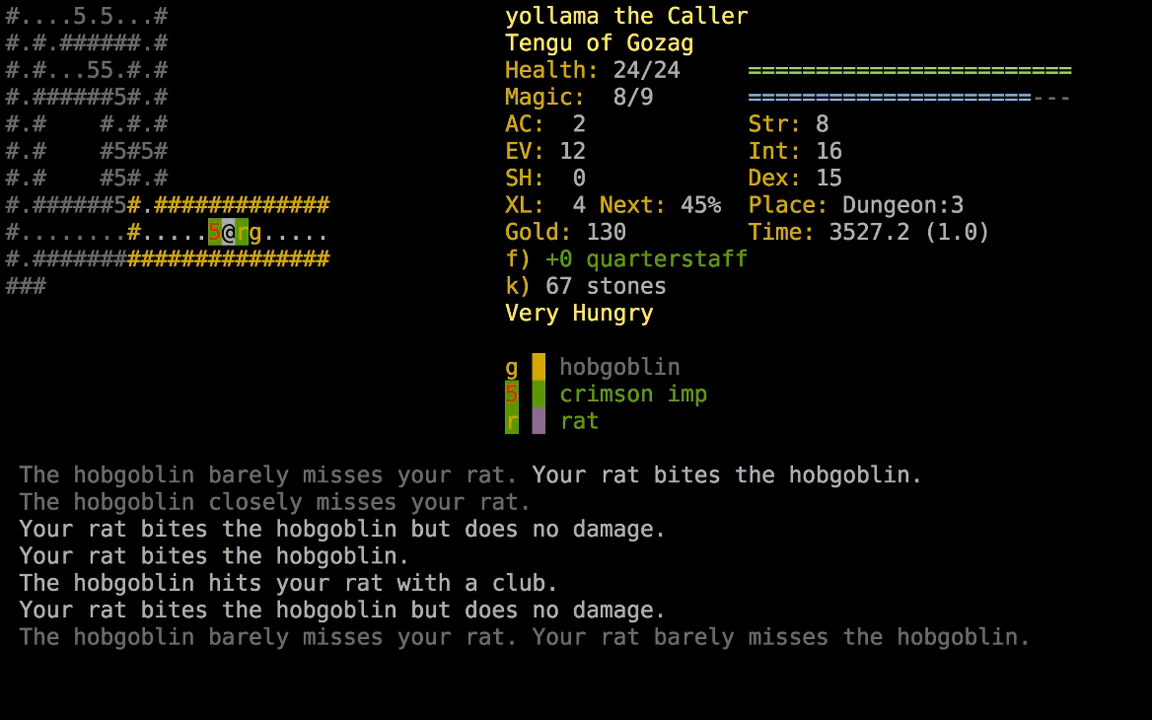 #....5.5...# yollama the Caller
#.#.######.# Tengu of Gozag
#.#...55.#.# Health: 24/24 ========================
#.######5#.# Magic: 8/9 =====================---
#.# #.#.# AC: 2 Str: 8
#.# #5#5# EV: 12 Int: 16
#.# #5#.# SH: 0 Dex: 15
#.######5#.############# XL: 4 Next: 45% Place: Dungeon:3
#........#.....5@rg..... Gold: 130 Time: 3527.2 (1.0)
#.###################### f) +0 quarterstaff
### k) 67 stones
Very Hungry
g hobgoblin
5 crimson imp
r rat
The hobgoblin barely misses your rat. Your rat bites the hobgoblin.
The hobgoblin closely misses your rat.
Your rat bites the hobgoblin but does no damage.
Your rat bites the hobgoblin.
The hobgoblin hits your rat with a club.
Your rat bites the hobgoblin but does no damage.
The hobgoblin barely misses your rat. Your rat barely misses the hobgoblin.